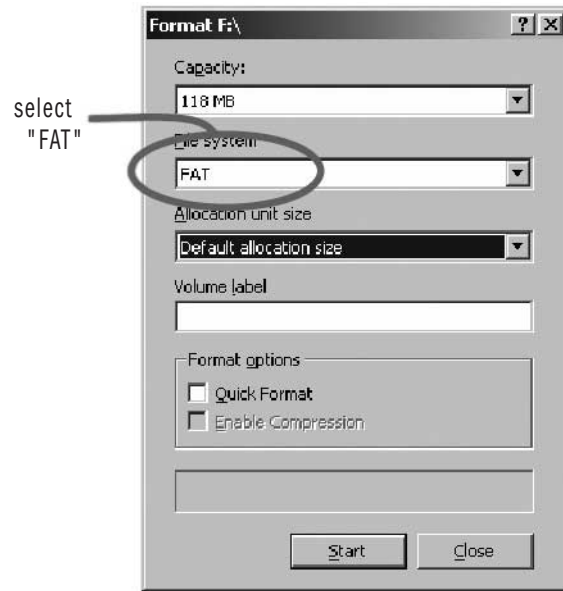 Format F:\
Capacity:
118 MB
select
"FAT"
File system
FAT
Allocation unit size
Default allocation size
Volume label
Format options
Quick Format
Enable Compression
Start
Close